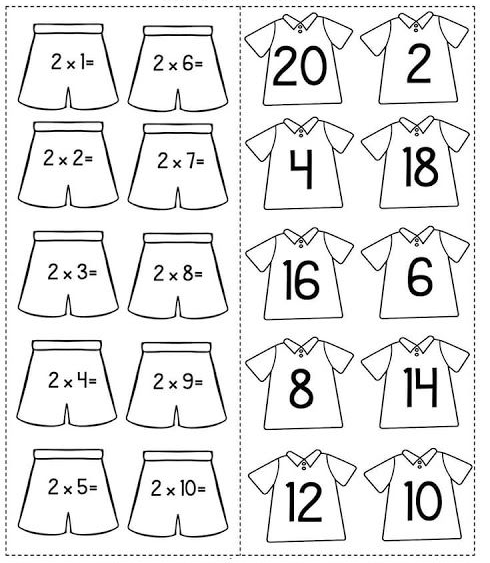 2 x 1= 2 x 6=
2 x 2= 2 x 7=
2 x 3= 2 x 8=
2 x 4= 2 x 9=
2 x 5= 2 x 10=
20 2
4 18
16 6
8 14
12 10